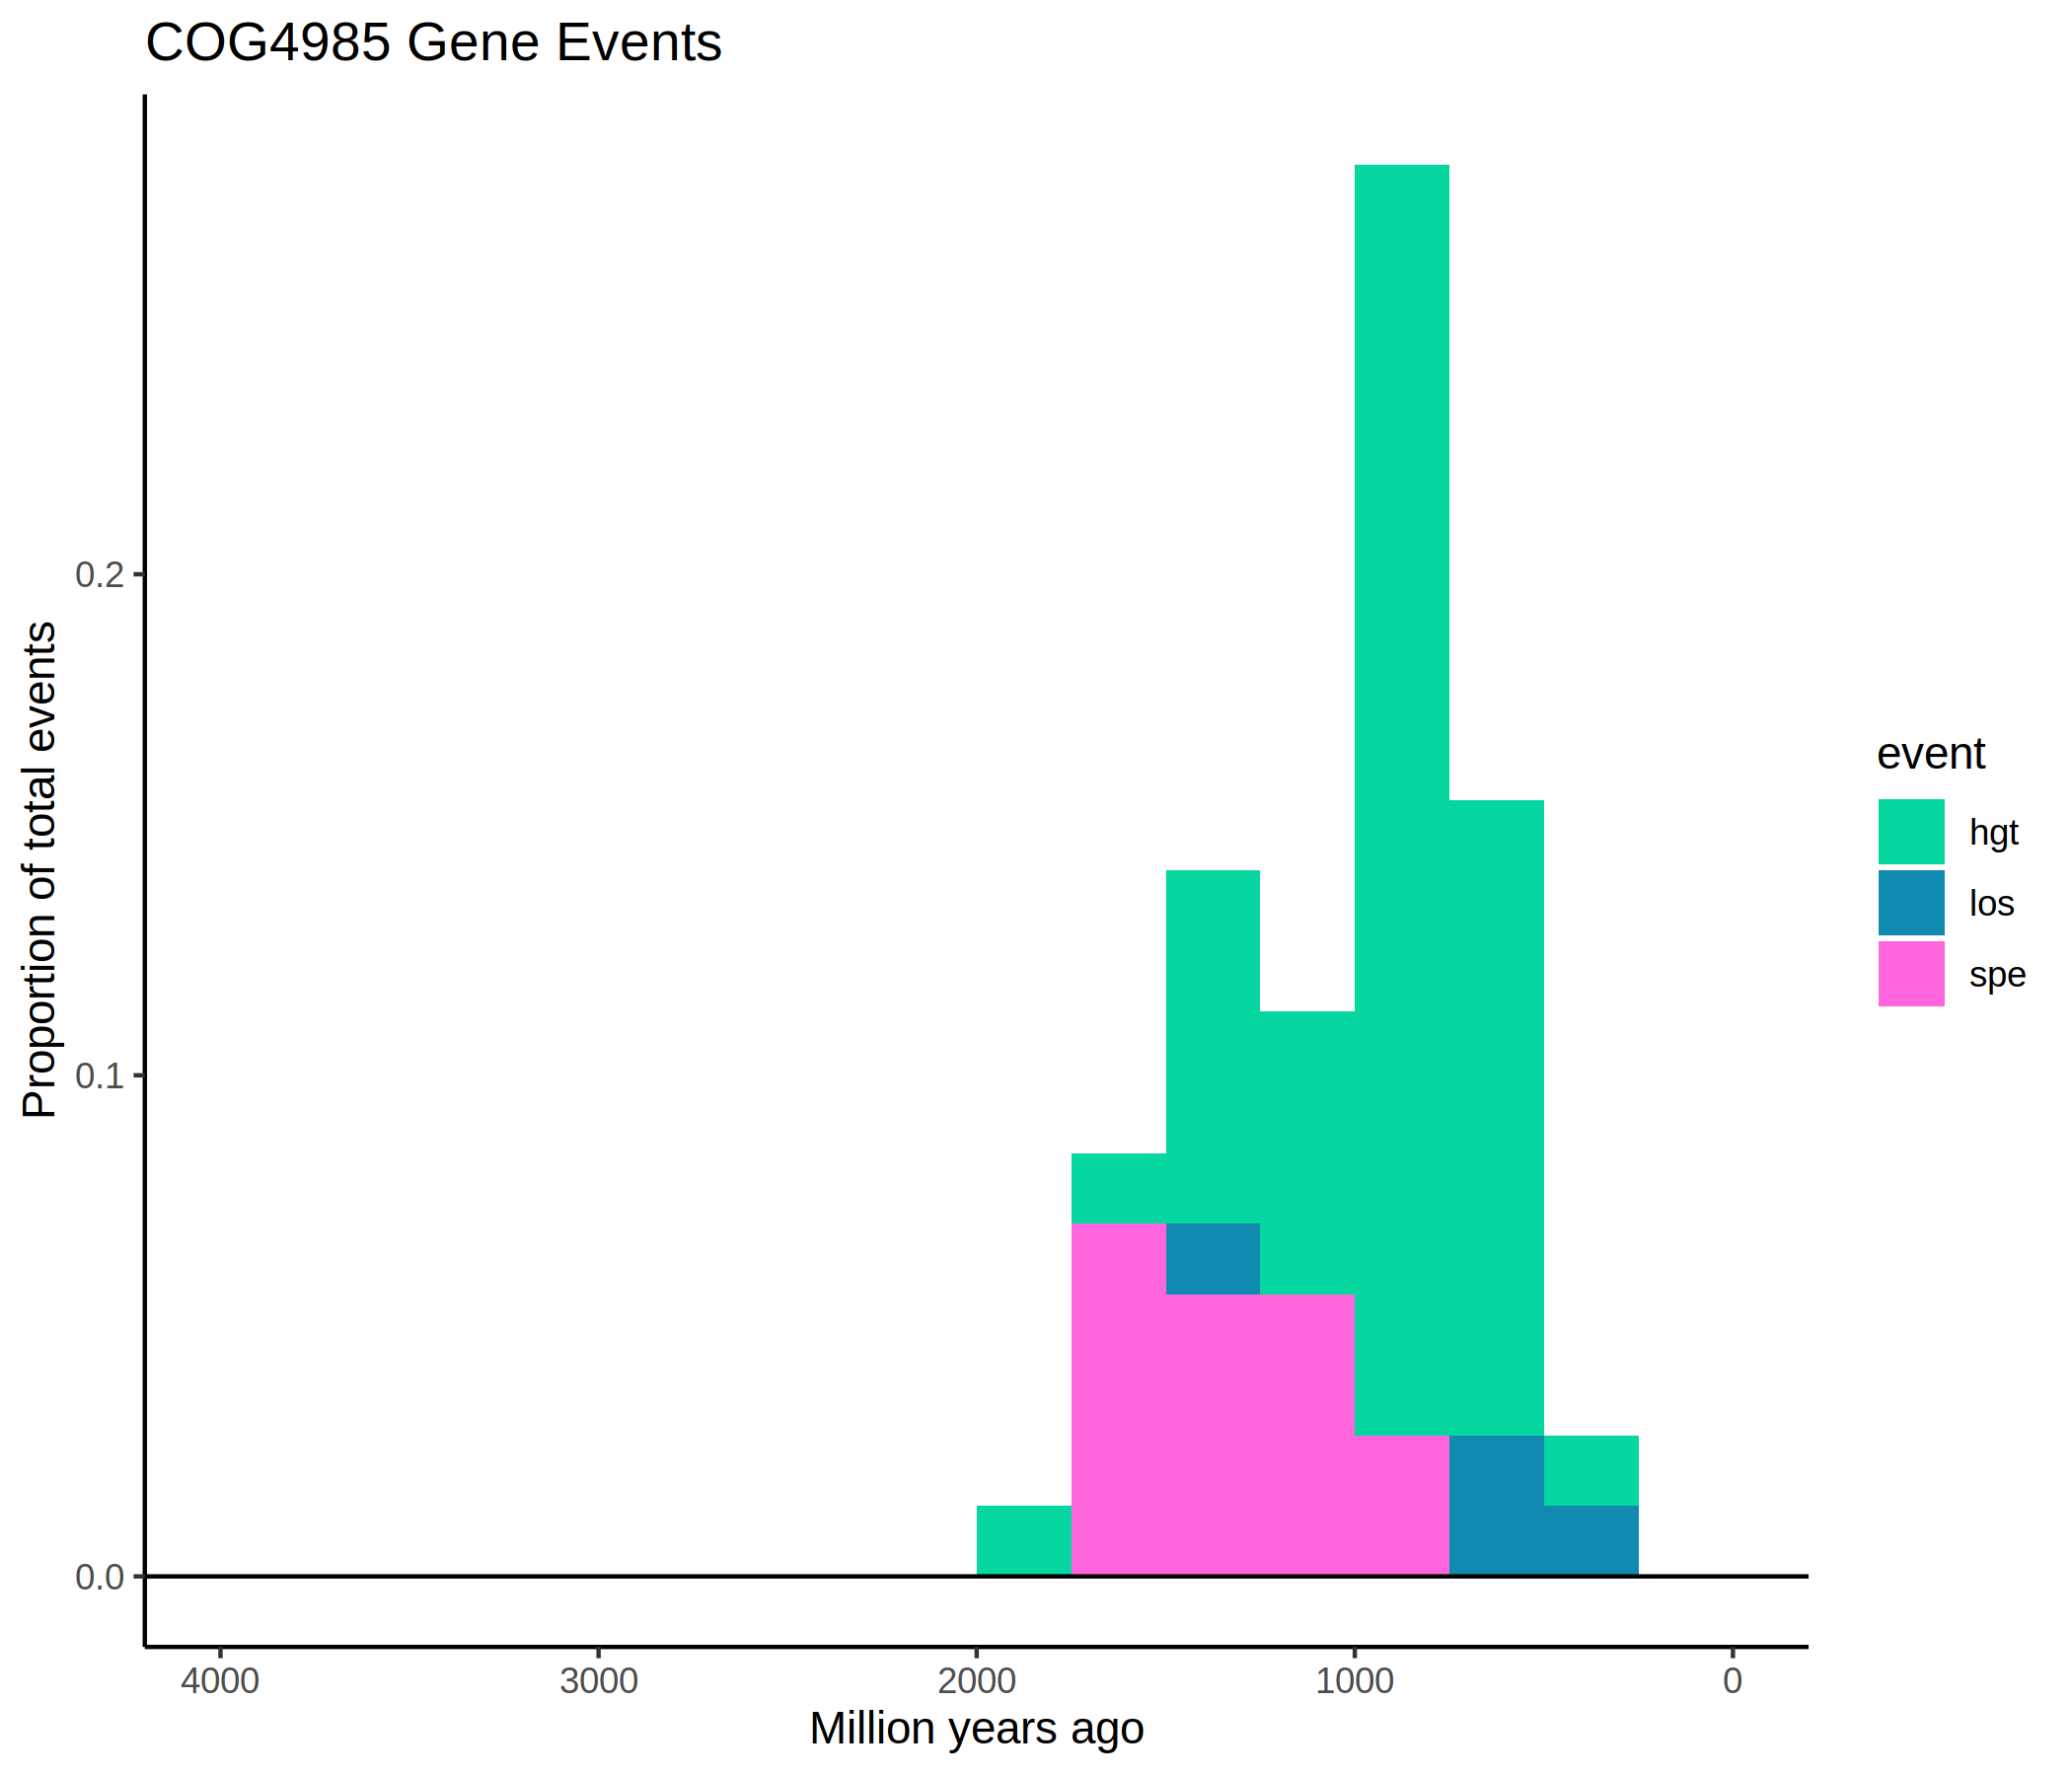 COG4985 Gene Events
Proportion of total events
0.2
0.1
0.0
4000 3000 2000 1000 0
Million years ago
event
hgt
los
spe